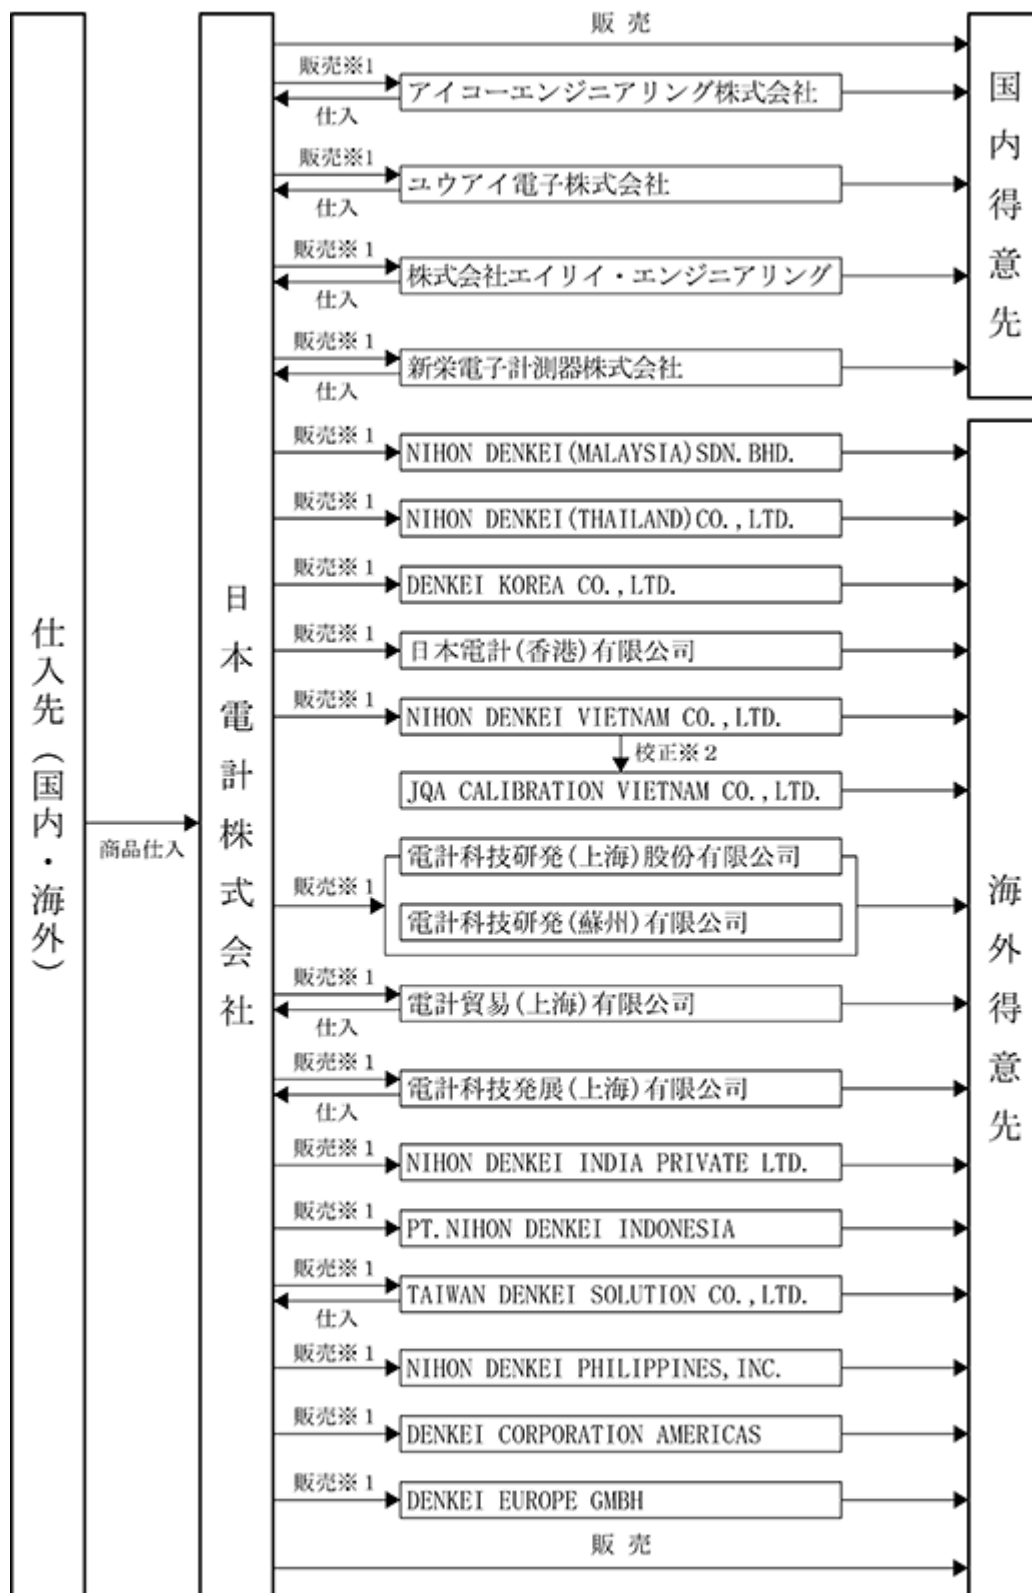 仕入先（国内・海外）
商品仕入
日本電計株式会社
販 売
販売※1
アイコーエンジニアリング株式会社
仕入
販売※1
ユウアイ電子株式会社
仕入
販売※1
株式会社エイリイ・エンジニアリング
仕入
販売※1
新栄電子計測器株式会社
仕入
国内得意先
販売※1
NIHON DENKEI(MALAYSIA)SDN.BHD.
販売※1
NIHON DENKEI(THAILAND)CO.,LTD.
販売※1
DENKEI KOREA CO.,LTD.
販売※1
日本電計(香港)有限公司
販売※1
NIHON DENKEI VIETNAM CO.,LTD.
校正※2
JQA CALIBRATION VIETNAM CO.,LTD.
販売※1
電計科技研発(上海)股份有限公司
電計科技研発(蘇州)有限公司
販売※1
電計貿易(上海)有限公司
仕入
販売※1
電計科技発展(上海)有限公司
仕入
販売※1
NIHON DENKEI INDIA PRIVATE LTD.
販売※1
PT.NIHON DENKEI INDONESIA
販売※1
TAIWAN DENKEI SOLUTION CO.,LTD.
仕入
販売※1
NIHON DENKEI PHILIPPINES,INC.
販売※1
DENKEI CORPORATION AMERICAS
販売※1
DENKEI EUROPE GMBH
販 売
海外得意先